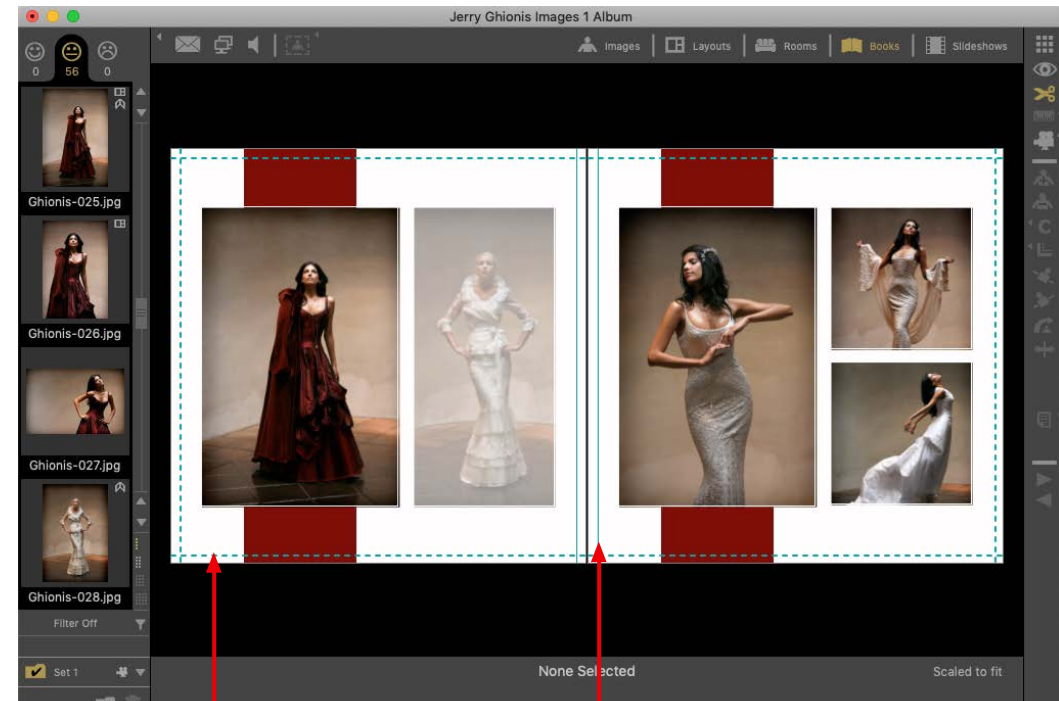 Jerry Ghionis Images 1 Album
0 56 0
Images Layouts Rooms Books Slideshows
Ghionis-025.jpg
Ghionis-026.jpg
Ghionis-027.jpg
Ghionis-028.jpg
Filter Off
Set 1
None Selected
Scaled to fit
C